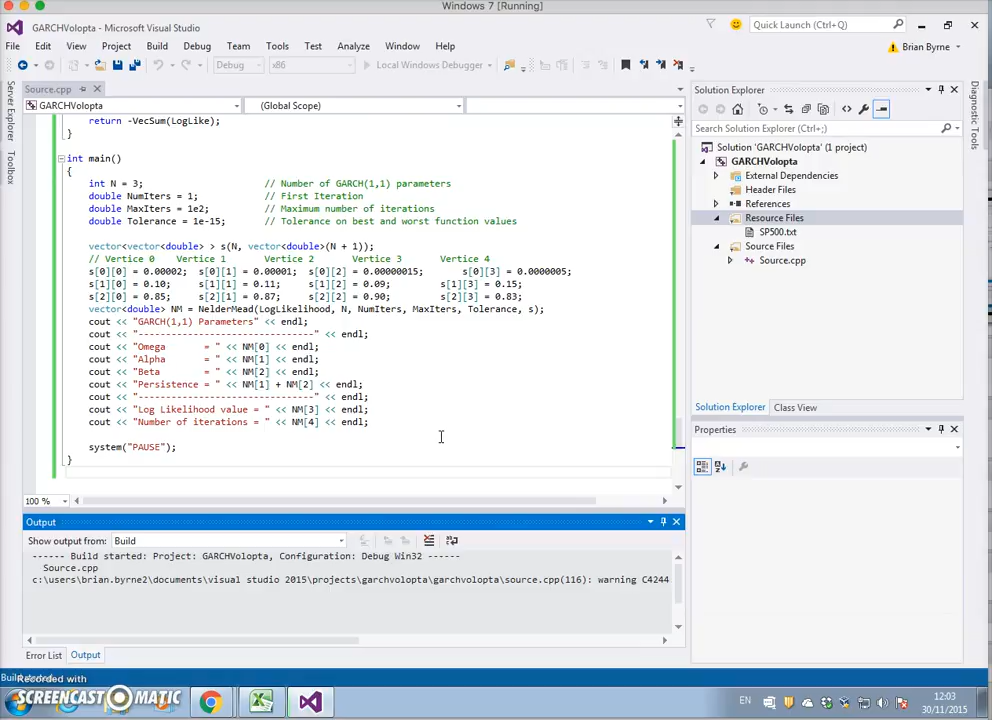 Windows 7 [Running]
GARCHVolopta - Microsoft Visual Studio
Quick Launch (Ctrl+Q)
File Edit View Project Build Debug Team Tools Test Analyze Window Help
Brian Byrne
Debug x86 Local Windows Debugger
Server Explorer
Toolbox
Source.cpp
GARCHVolopta (Global Scope)
return -VecSum(LogLike);
}
int main()
{
int N = 3; // Number of GARCH(1,1) parameters
double NumIters = 1; // First Iteration
double MaxIters = 1e2; // Maximum number of iterations
double Tolerance = 1e-15; // Tolerance on best and worst function values
vector<vector<double> > s(N, vector<double>(N + 1));
// Vertice 0 Vertice 1 Vertice 2 Vertice 3 Vertice 4
s[0][0] = 0.00002; s[0][1] = 0.00001; s[0][2] = 0.00000015; s[0][3] = 0.0000005;
s[1][0] = 0.10; s[1][1] = 0.11; s[1][2] = 0.09; s[1][3] = 0.15;
s[2][0] = 0.85; s[2][1] = 0.87; s[2][2] = 0.90; s[2][3] = 0.83;
vector<double> NM = NelderMead(LogLikelihood, N, NumIters, MaxIters, Tolerance, s);
cout << "GARCH(1,1) Parameters" << endl;
cout << "--------------------------------" << endl;
cout << "Omega = " << NM[0] << endl;
cout << "Alpha = " << NM[1] << endl;
cout << "Beta = " << NM[2] << endl;
cout << "Persistence = " << NM[1] + NM[2] << endl;
cout << "--------------------------------" << endl;
cout << "Log Likelihood value = " << NM[3] << endl;
cout << "Number of iterations = " << NM[4] << endl;
system("PAUSE");
}
100 %
Output
Show output from: Build
------ Build started: Project: GARCHVolopta, Configuration: Debug Win32 ------
Source.cpp
c:\users\brian.byrne2\documents\visual studio 2015\projects\garchvolopta\garchvolopta\source.cpp(116): warning C4244
Error List Output
Solution Explorer
Search Solution Explorer (Ctrl+;)
Solution 'GARCHVolopta' (1 project)
GARCHVolopta
External Dependencies
Header Files
References
Resource Files
SP500.txt
Source Files
Source.cpp
Solution Explorer Class View
Properties
Diagnostic Tools
Recorded with
SCREENCAST O MATIC
EN
12:03
30/11/2015